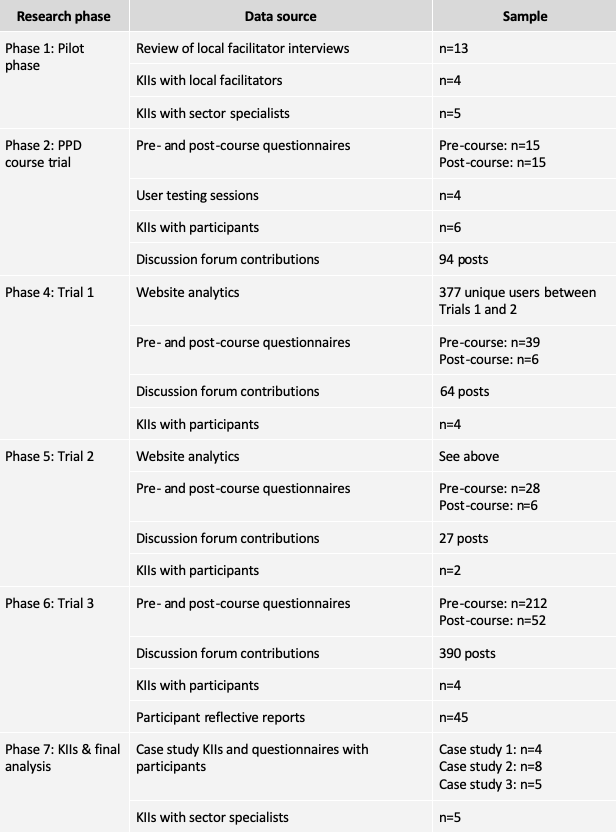 Research phase Data source Sample
Phase 1: Pilot Review of local facilitator interviews n=13
phase
KIIs with local facilitators n=4
KIIs with sector specialists n=5
Phase 2: PPD Pre- and post-course questionnaires Pre-course: n=15
course trial Post-course: n=15
User testing sessions n=4
KIIs with participants n=6
Discussion forum contributions 94 posts
Phase 4: Trial 1 Website analytics 377 unique users between
Trials 1 and 2
Pre- and post-course questionnaires Pre-course: n=39
Post-course: n=6
Discussion forum contributions 64 posts
KIIs with participants n=4
Phase 5: Trial 2 Website analytics See above
Pre- and post-course questionnaires Pre-course: n=28
Post-course: n=6
Discussion forum contributions 27 posts
KIIs with participants n=2
Phase 6: Trial 3 Pre- and post-course questionnaires Pre-course: n=212
Post-course: n=52
Discussion forum contributions 390 posts
KIIs with participants n=4
Participant reflective reports n=45
Phase 7: KIIs & final Case study KIIs and questionnaires with Case study 1: n=4
analysis participants Case study 2: n=8
Case study 3: n=5
KIIs with sector specialists n=5